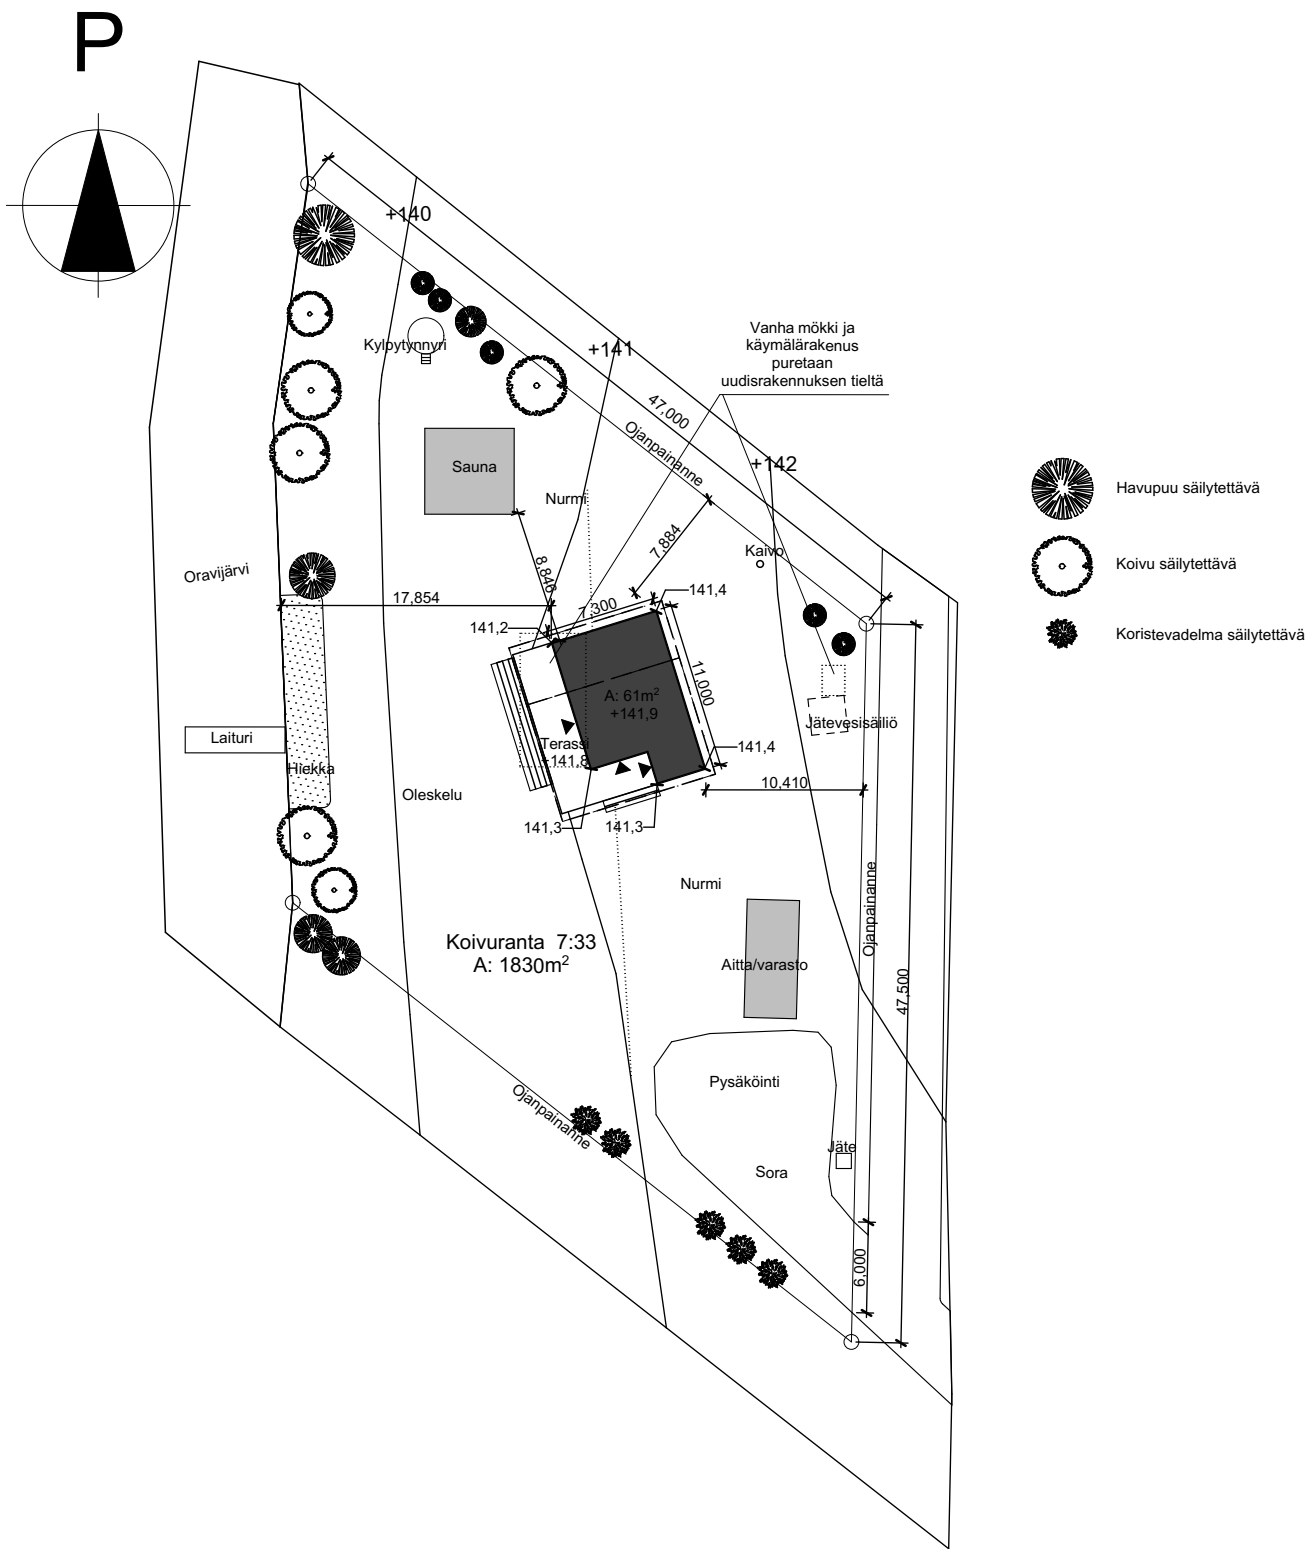 P
+140
Kylpytynnyri
+141
Vanha mökki ja
käymälärakenus
puretaan
uudisrakennuksen tieltä
47,000
Ojanpainanne
+142
Sauna
Nurmi
Havupuu säilytettävä
7,884
Kaivo
Koivu säilytettävä
Oravijärvi
8,846
17,854
7,300
141,4
141,2
Koristevadelma säilytettävä
11,000
A: 61m²
+141,9
Jätevesisäiliö
Laituri
Terassi
+141,8
141,4
Hiekka
Oleskelu
10,410
141,3
141,3
Nurmi
Ojanpainanne
Koivuranta 7:33
A: 1830m²
Aitta/varasto
47,500
Pysäköinti
Ojanpainanne
Jäte
Sora
6,000